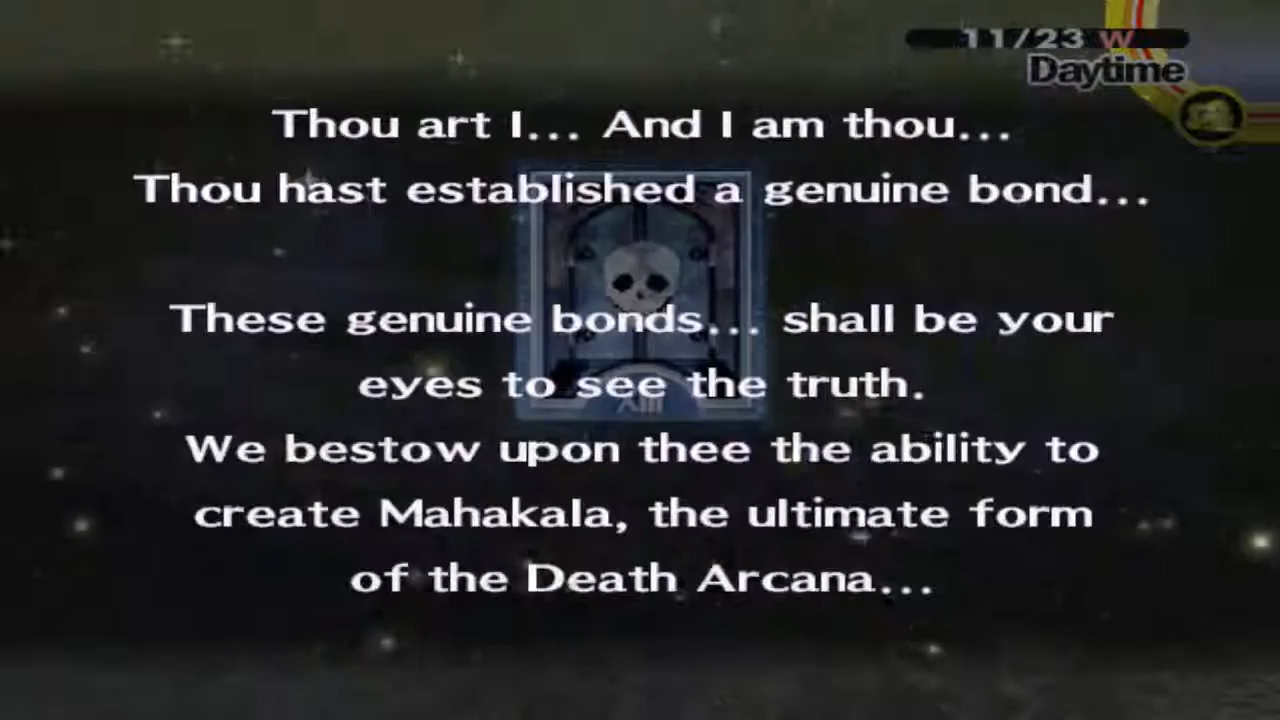 11/23 W
Daytime
Thou art I... And I am thou...
Thou hast established a genuine bond...
These genuine bonds... shall be your
eyes to see the truth.
XIII
We bestow upon thee the ability to
create Mahakala, the ultimate form
of the Death Arcana...